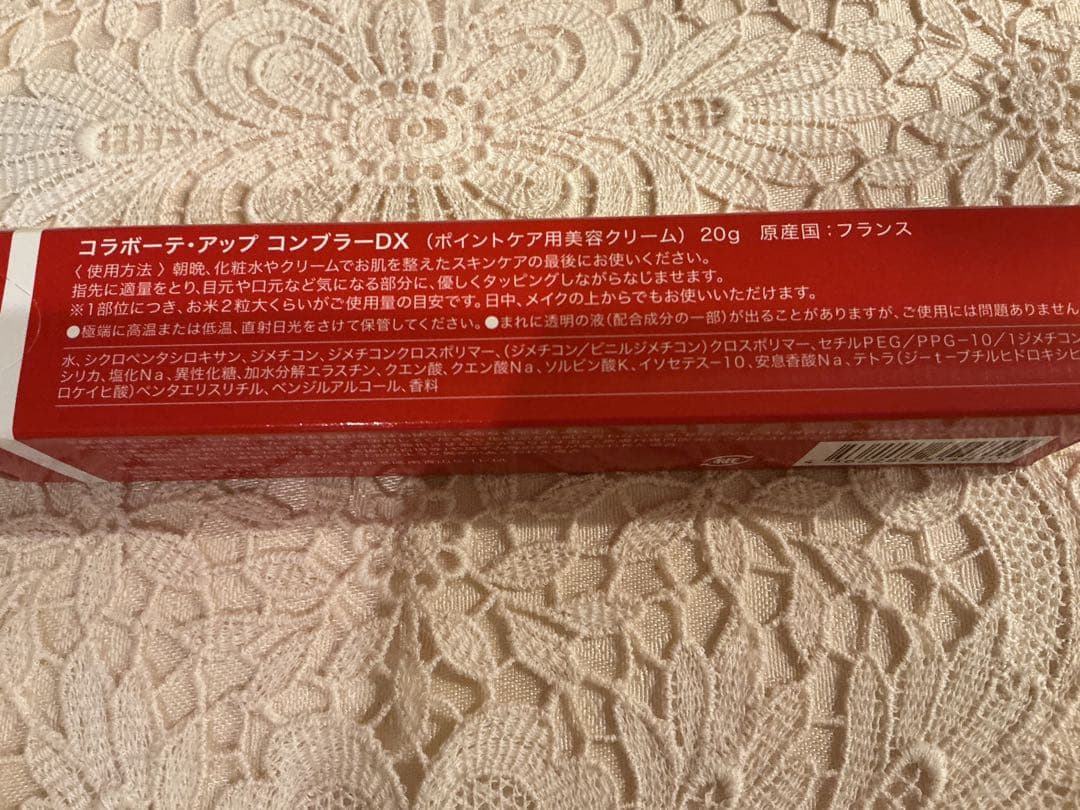 コラボーテ・アップ コンブラーDX （ポイントケア用美容クリーム） 20g 原産国：フランス
〈 使用方法 〉 朝晩、化粧水やクリームでお肌を整えたスキンケアの最後にお使いください。
指先に適量をとり、目元や口元など気になる部分に、優しくタッピングしながらなじませます。
※1部位につき、お米2粒大くらいがご使用量の目安です。日中、メイクの上からでもお使いいただけます。
●極端に高温または低温、直射日光をさけて保管してください。●まれに透明の液（配合成分の一部）が出ることがありますが、ご使用には問題ありません
水、シクロペンタシロキサン、ジメチコン、ジメチコンクロスポリマー、（ジメチコン/ビニルジメチコン）クロスポリマー、セチルPEG/PPG-10/1ジメチコン
シリカ、塩化Na、異性化糖、加水分解エラスチン、クエン酸、クエン酸Na、ソルビン酸K、イソセテス-10、安息香酸Na、テトラ（ジ-t-ブチルヒドロキシヒ
ロケイヒ酸）ペンタエリスリチル、ベンジルアルコール、香料